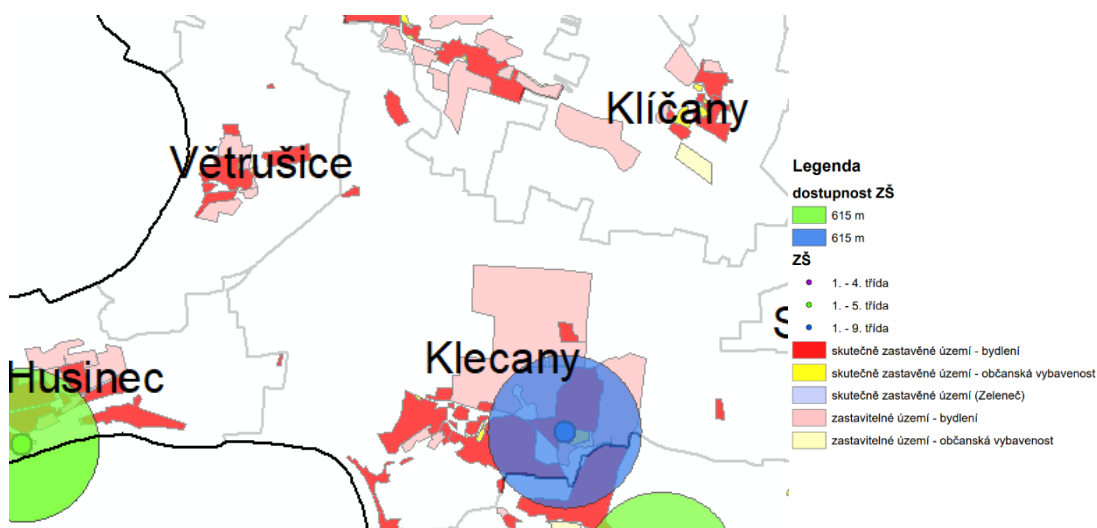 Klíčany
Větrušice
Klecany
Husinec
S
Legenda
dostupnost ZŠ
615 m
615 m
ZŠ
1. - 4. třída
1. - 5. třída
1. - 9. třída
skutečně zastavěné území - bydlení
skutečně zastavěné území - občanská vybavenost
skutečně zastavěné území (Zeleneč)
zastavitelné území - bydlení
zastavitelné území - občanská vybavenost